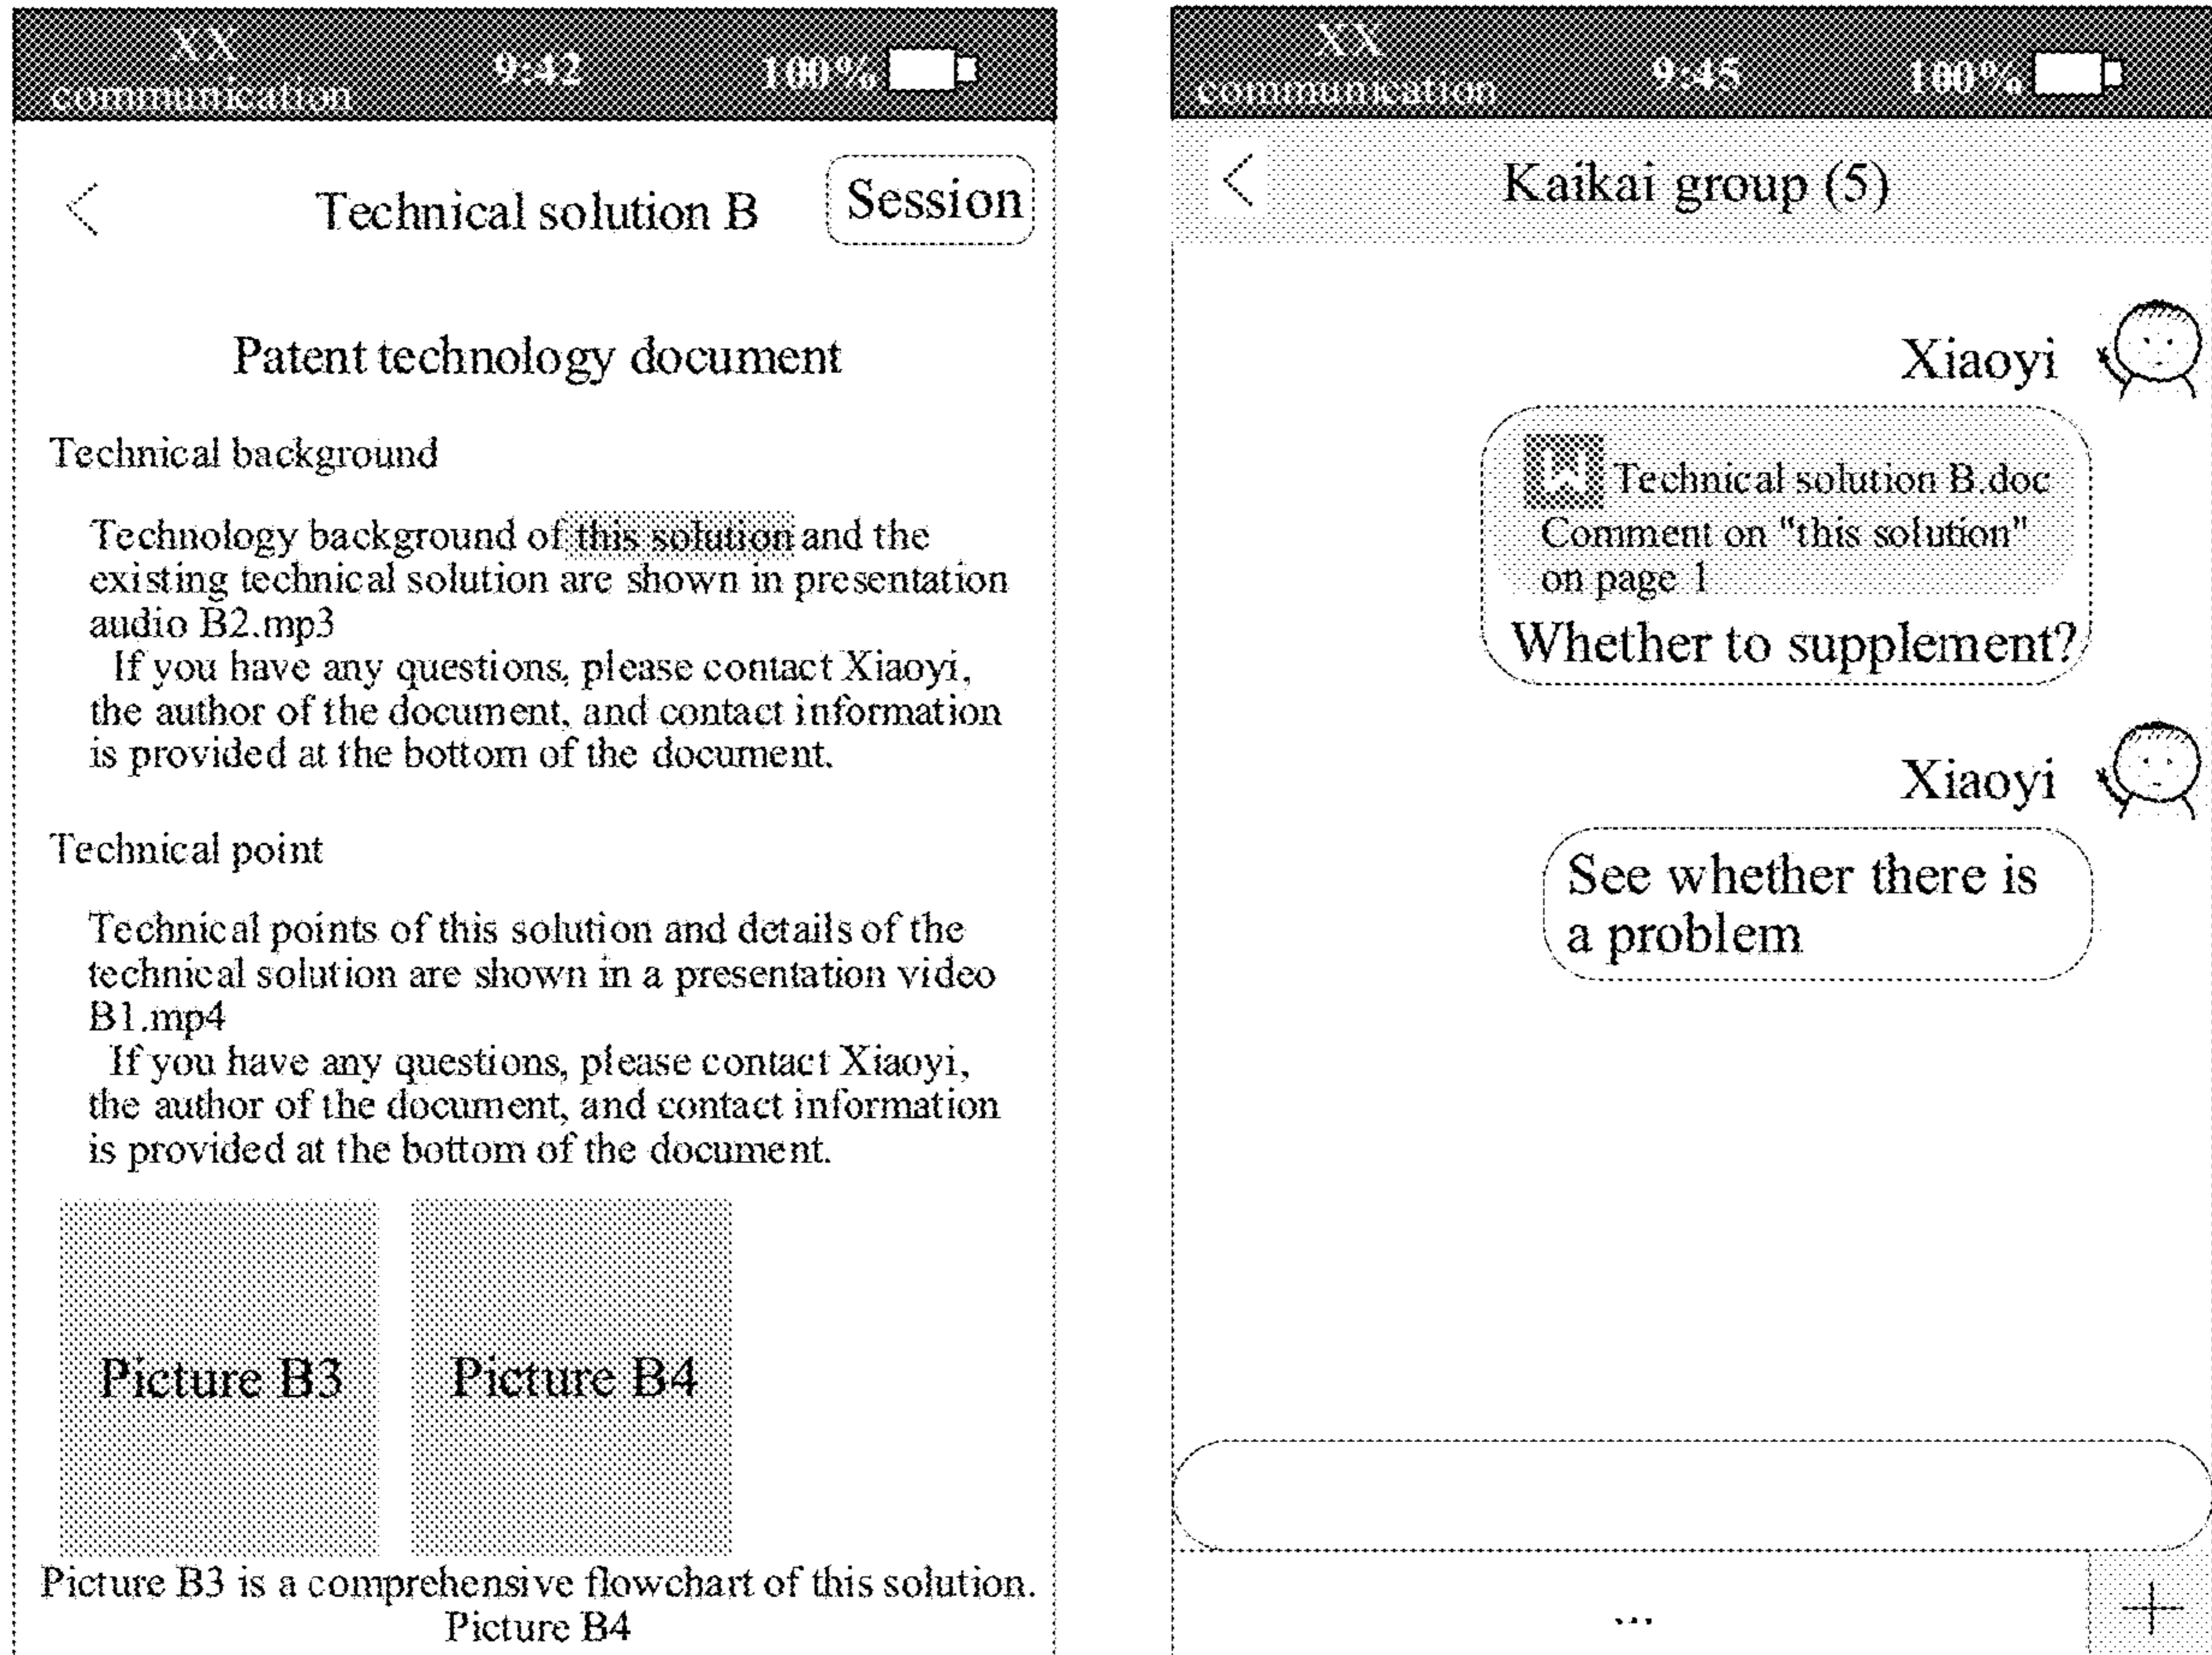 XX
communication
9:42
100%
Technical solution B
Session
Patent technology document
Technical background
Technology background of this solution and the
existing technical solution are shown in presentation
audio B2.mp3
If you have any questions, please contact Xiaoyi,
the author of the document, and contact information
is provided at the bottom of the document.
Technical point
Technical points of this solution and details of the
technical solution are shown in a presentation video
B1.mp4
If you have any questions, please contact Xiaoyi,
the author of the document, and contact information
is provided at the bottom of the document.
Picture B3
Picture B4
Picture B3 is a comprehensive flowchart of this solution.
Picture B4
XX
communication
9:45
100%
Kaikai group (5)
Xiaoyi
W Technical solution B.doc
Comment on "this solution"
on page 1
Whether to supplement?
Xiaoyi
See whether there is
a problem
...